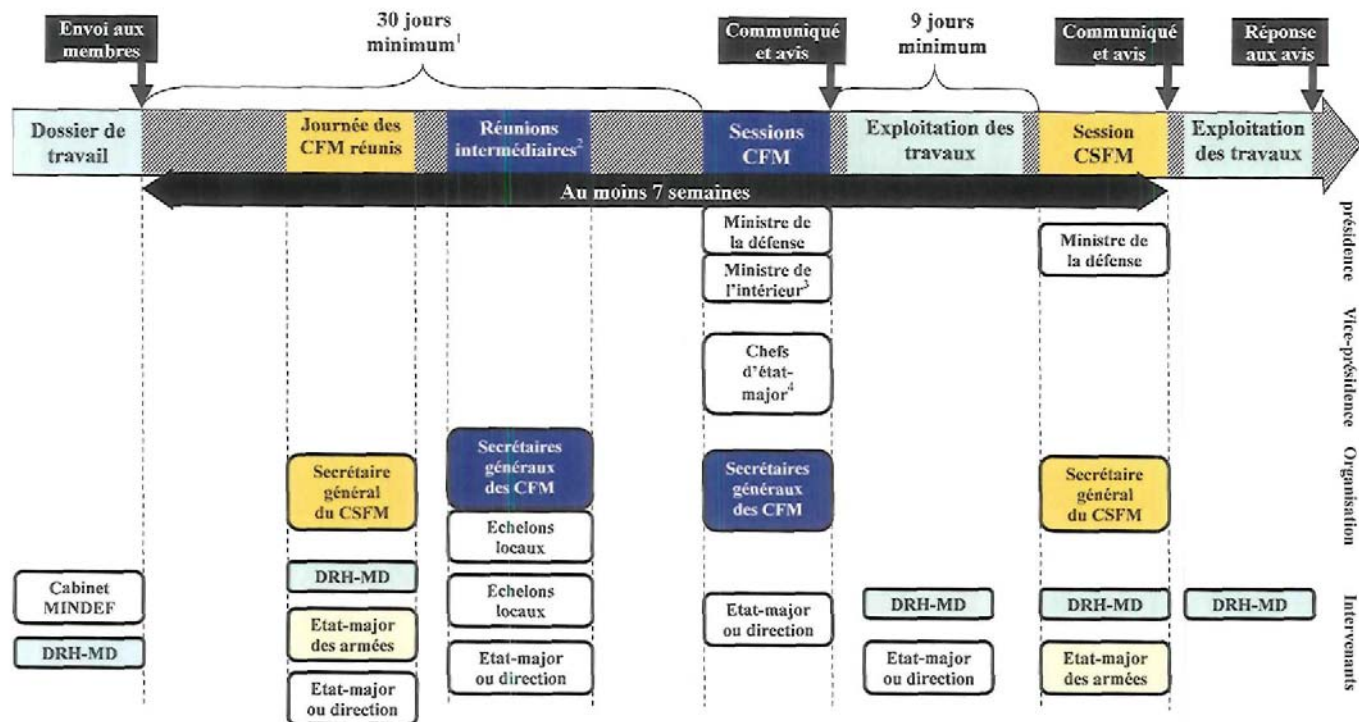 Envoi aux
membres
30 jours
minimum¹
Communiqué
et avis
9 jours
minimum
Communiqué
et avis
Réponse
aux avis
Dossier de
travail
Journée des
CFM réunis
Réunions
intermédiaires²
Sessions
CFM
Exploitation des
travaux
Session
CSFM
Exploitation
des travaux
Au moins 7 semaines
présidence
Ministre de
la défense
Ministre de
l'intérieur³
Ministre de
la défense
Vice-présidence
Chefs
d'état-
major⁴
Organisation
Secrétaire
général
du CSFM
Secrétaires
généraux
des CFM
Echelons
locaux
Secrétaires
généraux
des CFM
Secrétaire
général
du CSFM
Intervenants
Cabinet
MINDEF
DRH-MD
DRH-MD
Etat-major
des armées
Etat-major
ou direction
Echelons
locaux
Etat-major
ou direction
Etat-major
ou direction
DRH-MD
Etat-major
ou direction
DRH-MD
Etat-major
des armées
DRH-MD